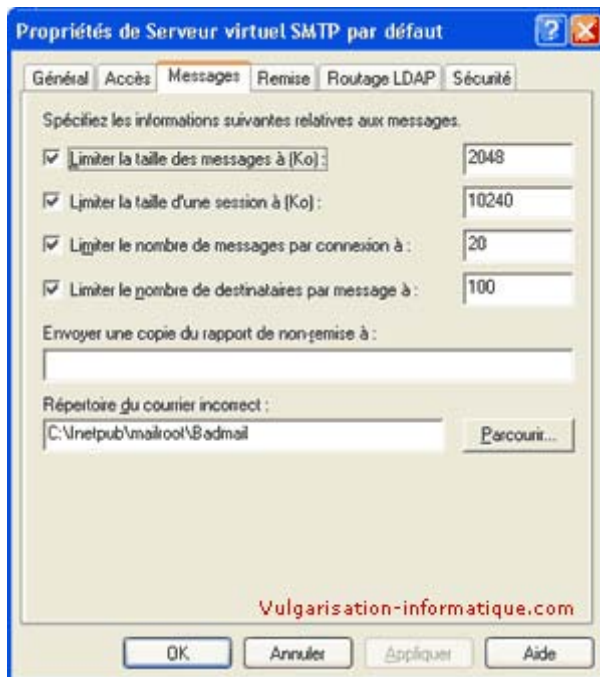 Propriétés de Serveur virtuel SMTP par défaut
Général Accès Messages Remise Routage LDAP Sécurité
Spécifiez les informations suivantes relatives aux messages.
Limiter la taille des messages à (Ko) : 2048
Limiter la taille d'une session à (Ko) : 10240
Limiter le nombre de messages par connexion à : 20
Limiter le nombre de destinataires par message à : 100
Envoyer une copie du rapport de non-remise à :
Répertoire du courrier incorrect :
C:\Inetpub\mailroot\Badmail Parcourir...
Vulgarisation-informatique.com
OK Annuler Appliquer Aide